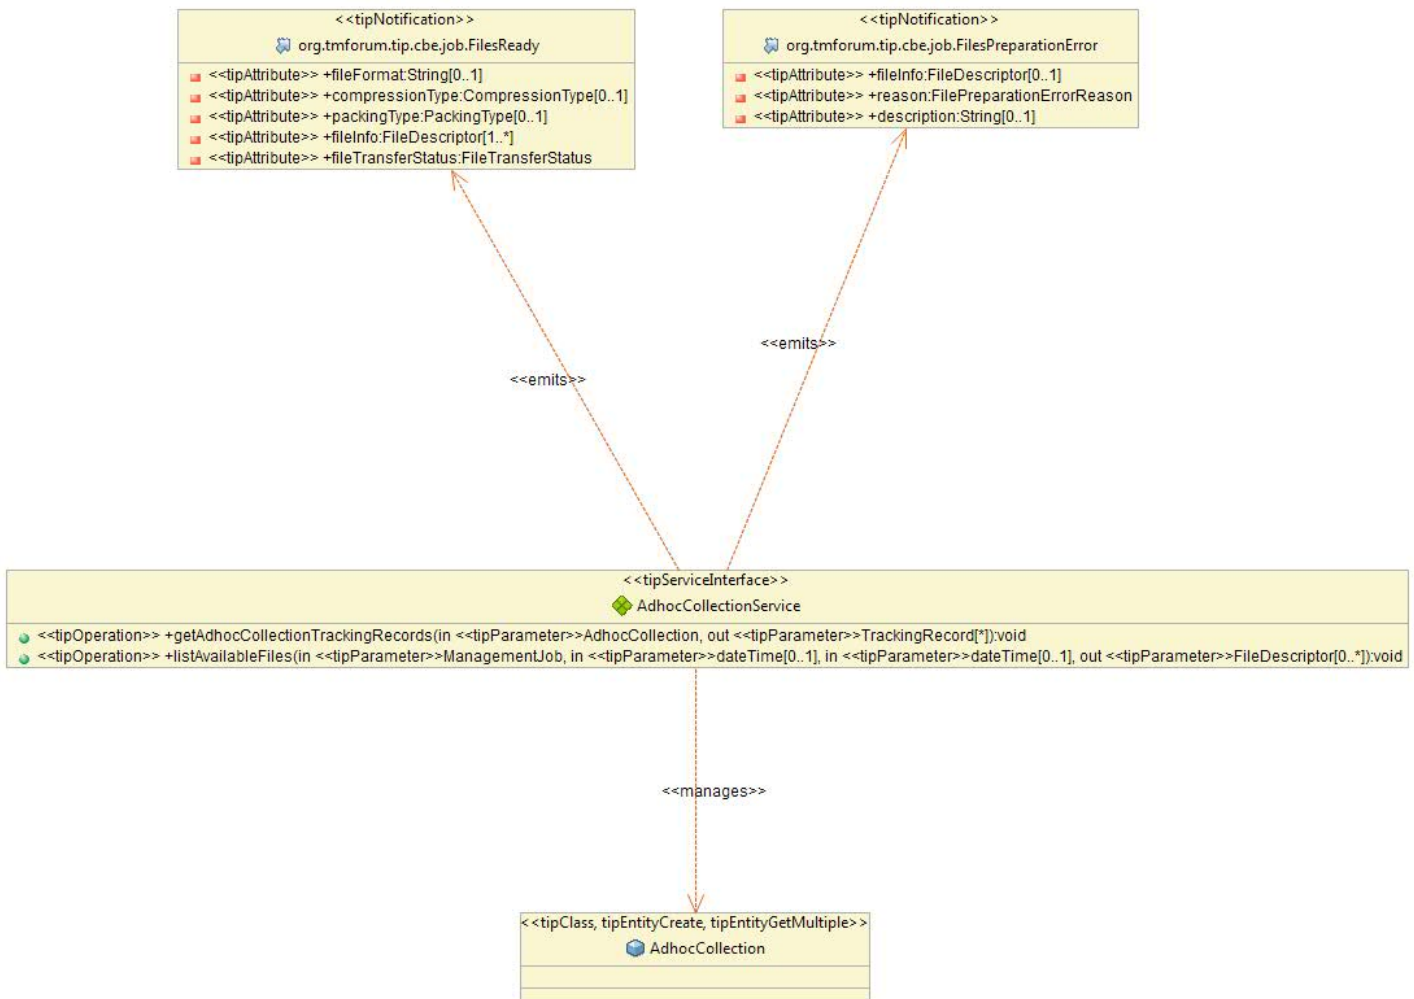 <<tipNotification>>
org.tmforum.tip.cbe.job.FilesReady
<<tipAttribute>> +fileFormat:String[0..1]
<<tipAttribute>> +compressionType:CompressionType[0..1]
<<tipAttribute>> +packingType:PackingType[0..1]
<<tipAttribute>> +fileInfo:FileDescriptor[1..*]
<<tipAttribute>> +fileTransferStatus:FileTransferStatus
<<tipNotification>>
org.tmforum.tip.cbe.job.FilesPreparationError
<<tipAttribute>> +fileInfo:FileDescriptor[0..1]
<<tipAttribute>> +reason:FilePreparationErrorReason
<<tipAttribute>> +description:String[0..1]
<<emits>>
<<emits>>
<<tipServiceInterface>>
AdhocCollectionService
<<tipOperation>> +getAdhocCollectionTrackingRecords(in <<tipParameter>>AdhocCollection, out <<tipParameter>>TrackingRecord[*]):void
<<tipOperation>> +listAvailableFiles(in <<tipParameter>>ManagementJob, in <<tipParameter>>dateTime[0..1], in <<tipParameter>>dateTime[0..1], out <<tipParameter>>FileDescriptor[0..*]):void
<<manages>>
<<tipClass, tipEntityCreate, tipEntityGetMultiple>>
AdhocCollection